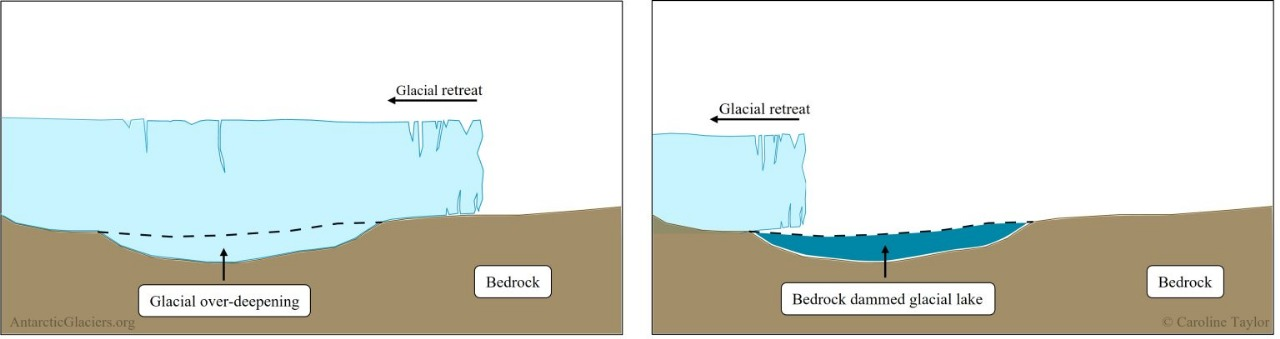 Glacial retreat
Glacial over-deepening
Bedrock
AntarcticGlaciers.org
Glacial retreat
Bedrock dammed glacial lake
Bedrock
© Caroline Taylor